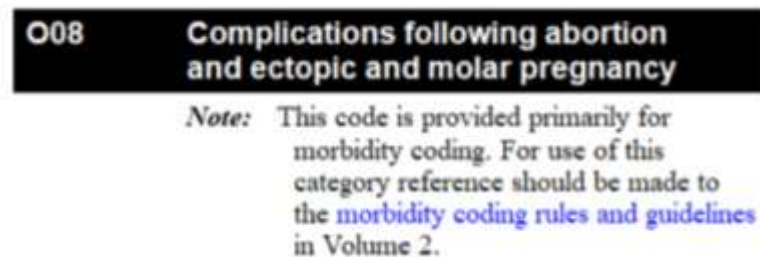 O08 Complications following abortion
and ectopic and molar pregnancy
Note: This code is provided primarily for
morbidity coding. For use of this
category reference should be made to
the morbidity coding rules and guidelines
in Volume 2.